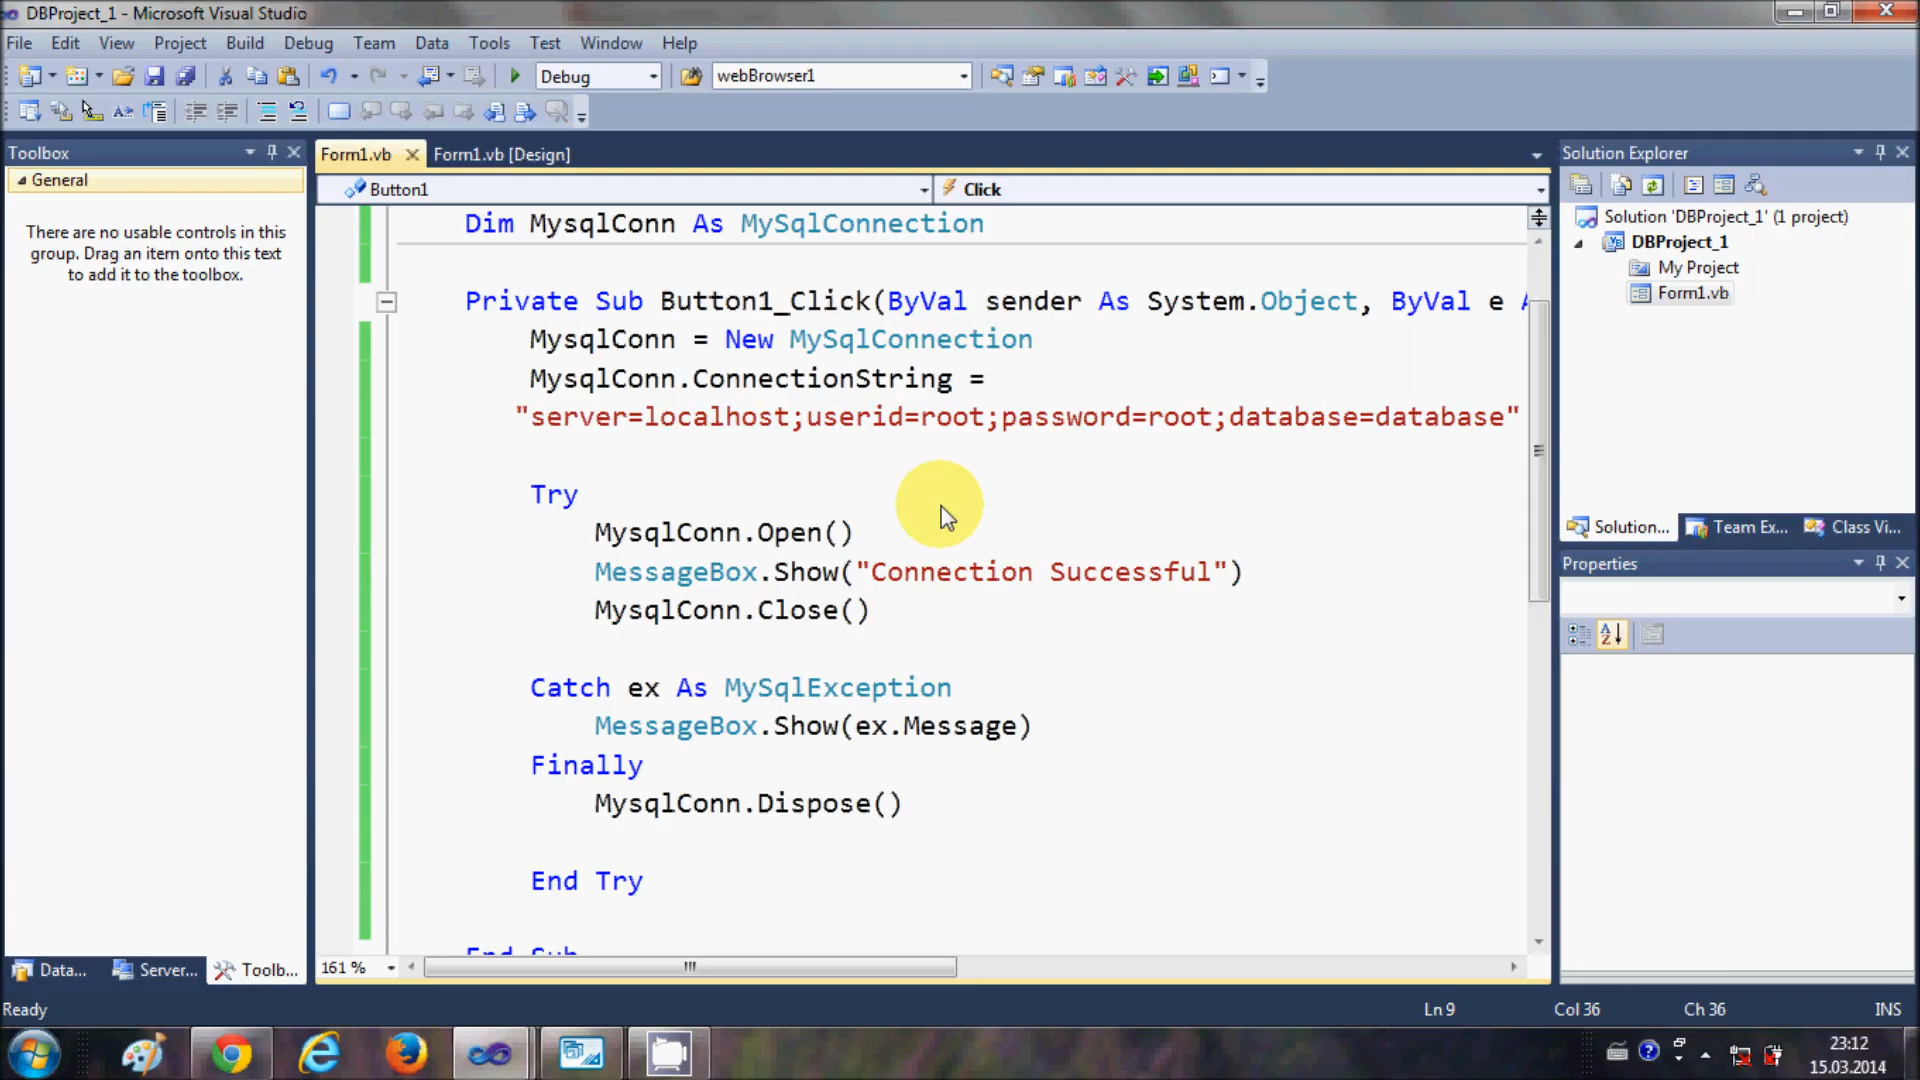 DBProject_1 - Microsoft Visual Studio
File Edit View Project Build Debug Team Data Tools Test Window Help
Debug webBrowser1
Toolbox
General
There are no usable controls in this
group. Drag an item onto this text
to add it to the toolbox.
Data...
Server...
Toolb...
Form1.vb Form1.vb [Design]
Button1 Click
Dim MysqlConn As MySqlConnection
Private Sub Button1_Click(ByVal sender As System.Object, ByVal e
MysqlConn = New MySqlConnection
MysqlConn.ConnectionString =
"server=localhost;userid=root;password=root;database=database"
Try
MysqlConn.Open()
MessageBox.Show("Connection Successful")
MysqlConn.Close()
Catch ex As MySqlException
MessageBox.Show(ex.Message)
Finally
MysqlConn.Dispose()
End Try
End Sub
161 %
Solution Explorer
Solution 'DBProject_1' (1 project)
DBProject_1
My Project
Form1.vb
Solution... Team Ex... Class Vi...
Properties
Ready Ln 9 Col 36 Ch 36 INS
23:12
15.03.2014